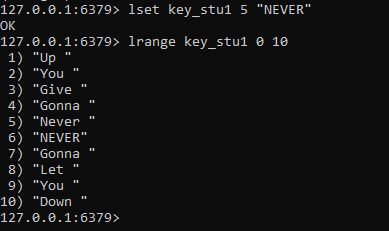 127.0.0.1:6379> lset key_stu1 5 "NEVER"
OK
127.0.0.1:6379> lrange key_stu1 0 10
 1) "Up "
 2) "You "
 3) "Give "
 4) "Gonna "
 5) "Never "
 6) "NEVER"
 7) "Gonna "
 8) "Let "
 9) "You "
10) "Down "
127.0.0.1:6379>